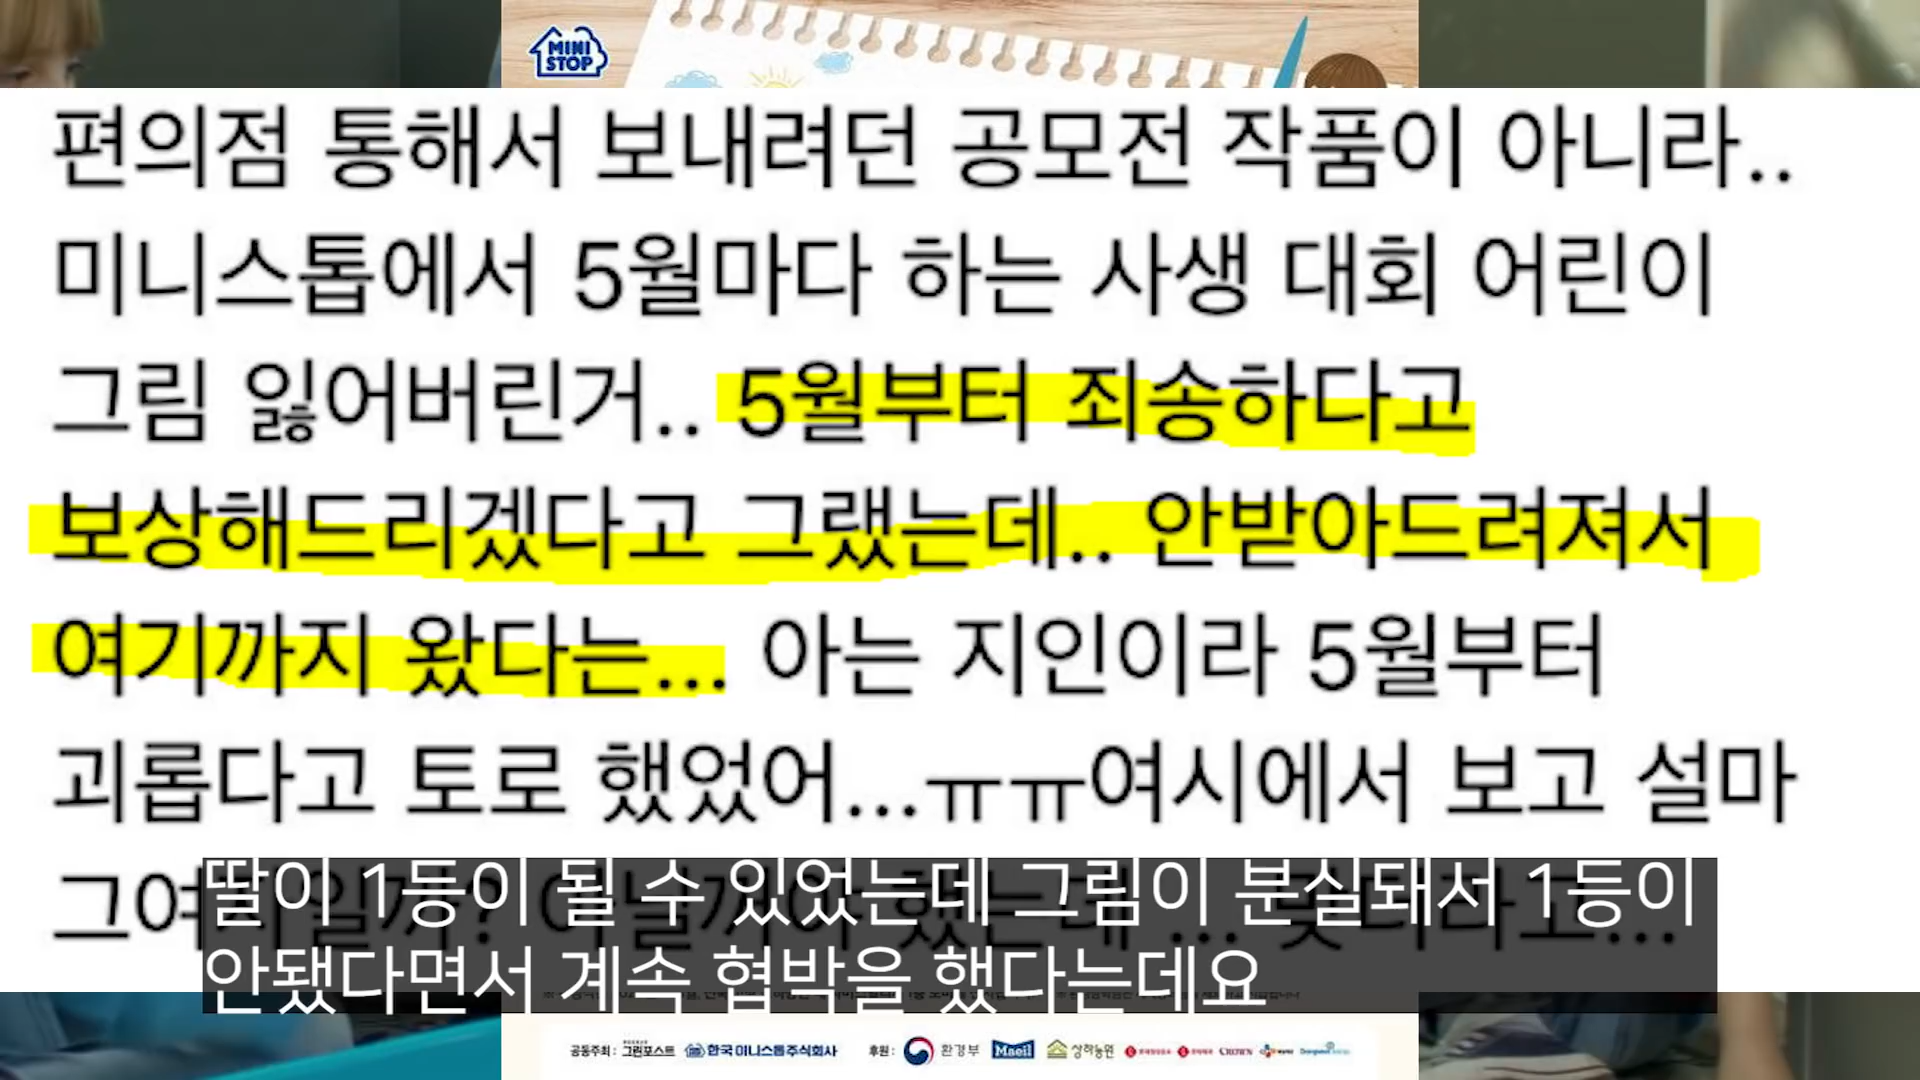 MINI
STOP
편의점 통해서 보내려던 공모전 작품이 아니라..
미니스톱에서 5월마다 하는 사생 대회 어린이
그림 잃어버린거.. 5월부터 죄송하다고
보상해드리겠다고 그랬는데.. 안받아드려져서
여기까지 왔다는... 아는 지인이라 5월부터
괴롭다고 토로 했었어...ㅠㅠ여시에서 보고 설마
그여
딸이 1등이 될 수 있었는데 그림이 분실돼서 1등이
안됐다면서 계속 협박을 했다는데요
공동주최 : 그린포스트 한국미니스톱주식회사 후원 : 환경부 Maeil 상하농원 CROWN